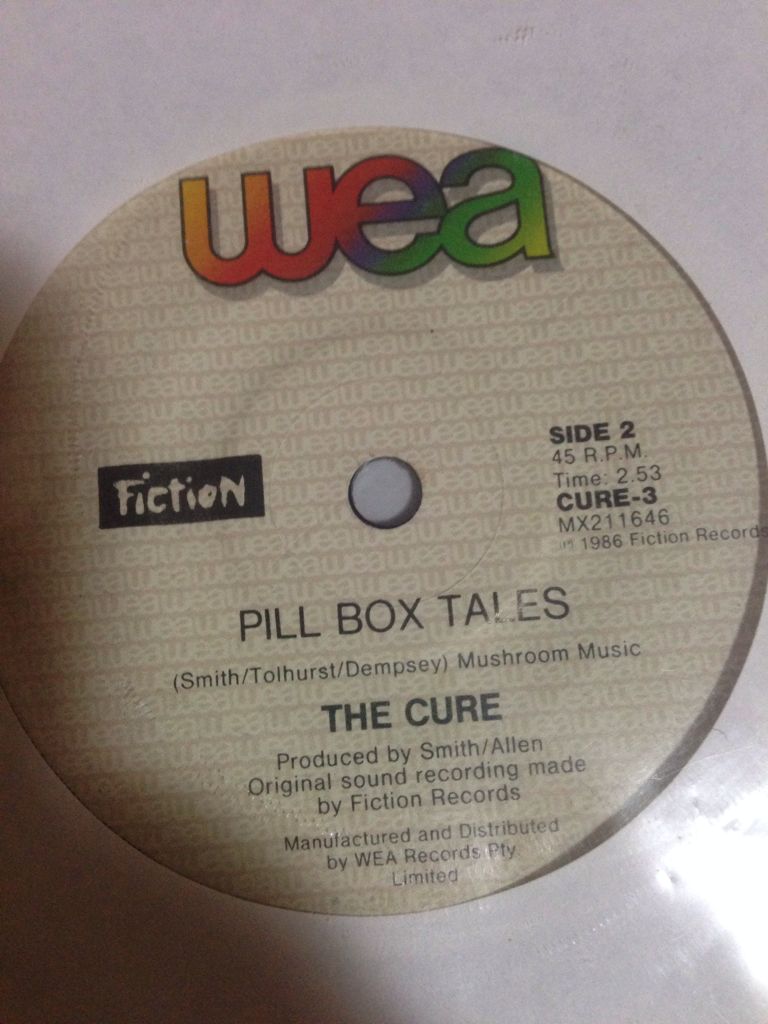 wea
Fiction
SIDE 2
45 R.P.M.
Time: 2.53
CURE-3
MX211646
℗ 1986 Fiction Records
PILL BOX TALES
(Smith/Tolhurst/Dempsey) Mushroom Music
THE CURE
Produced by Smith/Allen
Original sound recording made
by Fiction Records
Manufactured and Distributed
by WEA Records Pty
Limited